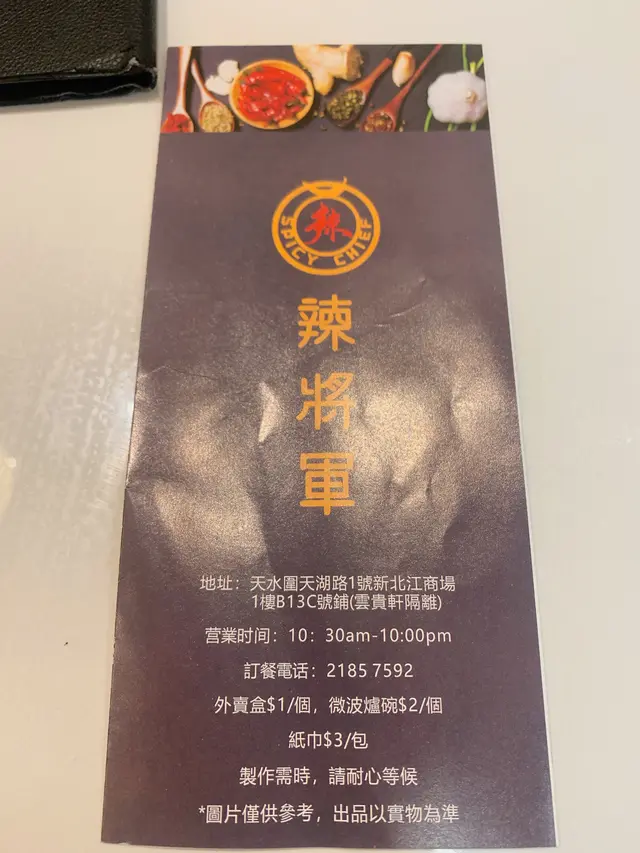 辣
SPICY CHIEF
辣
將
軍
地址：天水圍天湖路1號新北江商場
1樓B13C號鋪(雲貴軒隔離)
营業时间：10：30am-10:00pm
訂餐電话：2185 7592
外賣盒$1/個，微波爐碗$2/個
紙巾$3/包
製作需時，請耐心等候
*圖片僅供參考，出品以實物為準